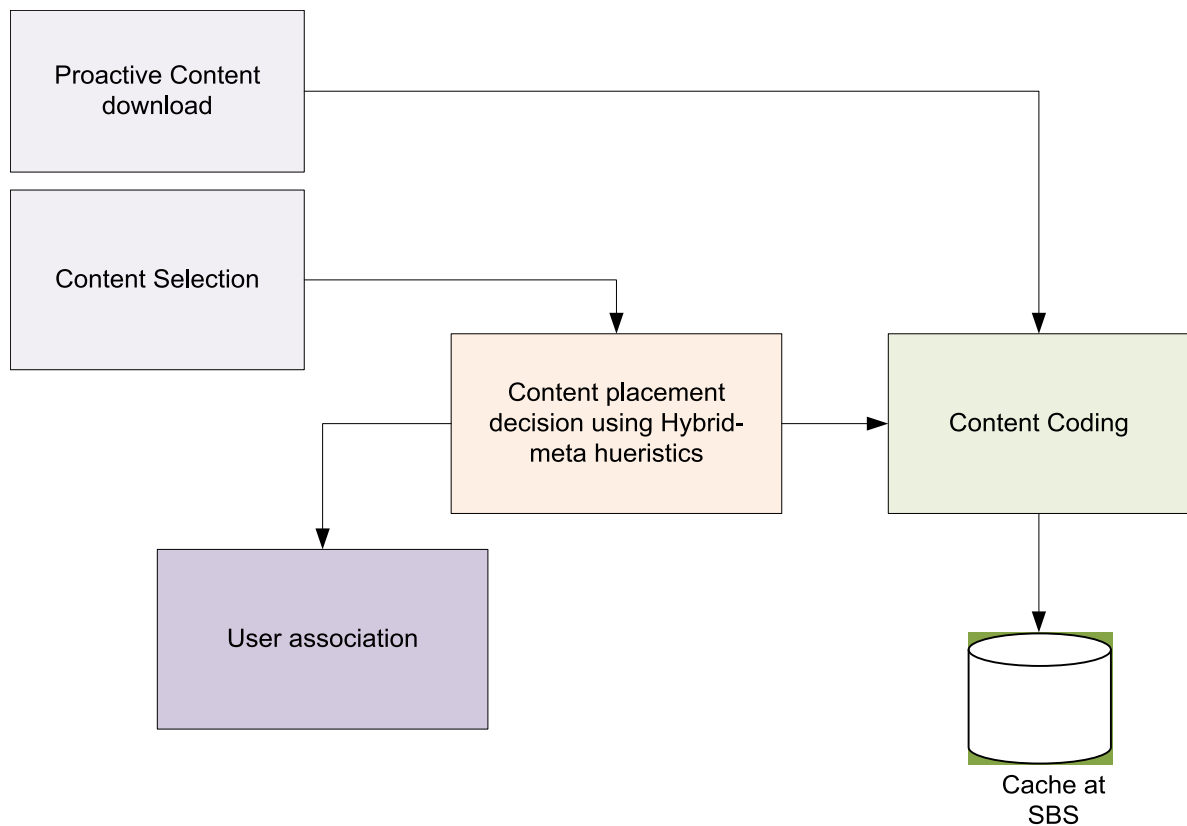 Proactive Content
download
Content Selection
Content placement
decision using Hybrid-
meta hueristics
Content Coding
User association
Cache at
SBS